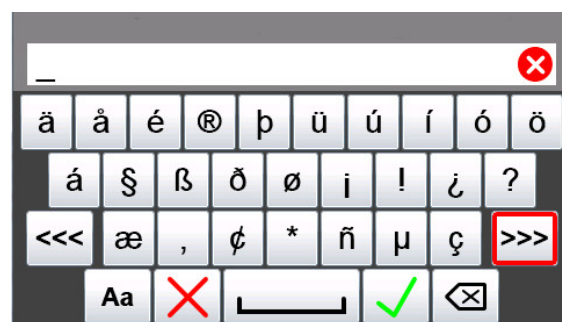 _
ä å é ® þ ü ú í ó ö
á § ß ð ø ¡ ! ¿ ?
<<< æ , ¢ * ñ µ ç >>>
Aa